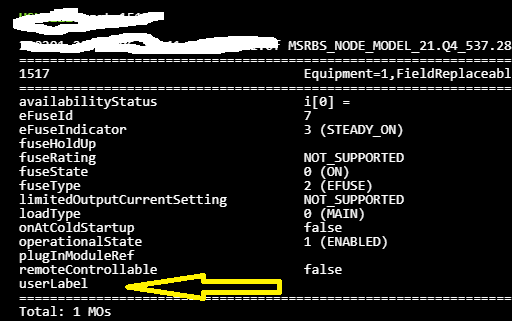 MSRBS_NODE_MODEL_21.Q4_537.28
1517 Equipment=1,FieldReplaceabl
availabilityStatus i[0] =
eFuseId 7
eFuseIndicator 3 (STEADY_ON)
fuseHoldUp
fuseRating NOT_SUPPORTED
fuseState 0 (ON)
fuseType 2 (EFUSE)
limitedOutputCurrentSetting NOT_SUPPORTED
loadType 0 (MAIN)
onAtColdStartup false
operationalState 1 (ENABLED)
plugInModuleRef
remoteControllable false
userLabel
Total: 1 MOs